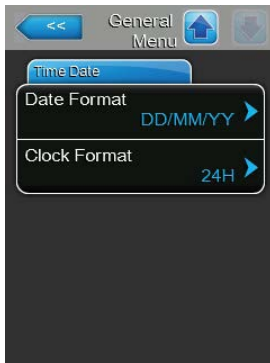 << General
Menu
Time Date
Date Format
DD/MM/YY
Clock Format
24H